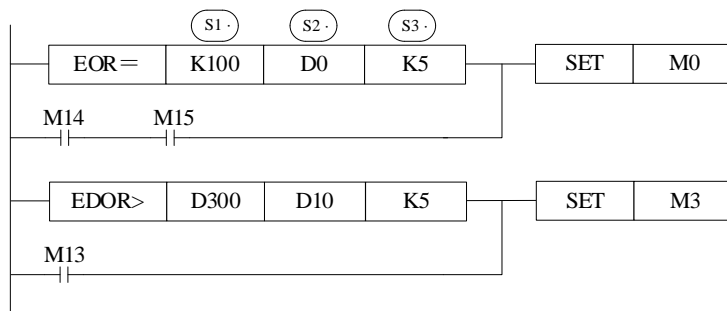 S1· S2· S3·
EOR＝ K100 D0 K5 SET M0
M14 M15
EDOR> D300 D10 K5 SET M3
M13